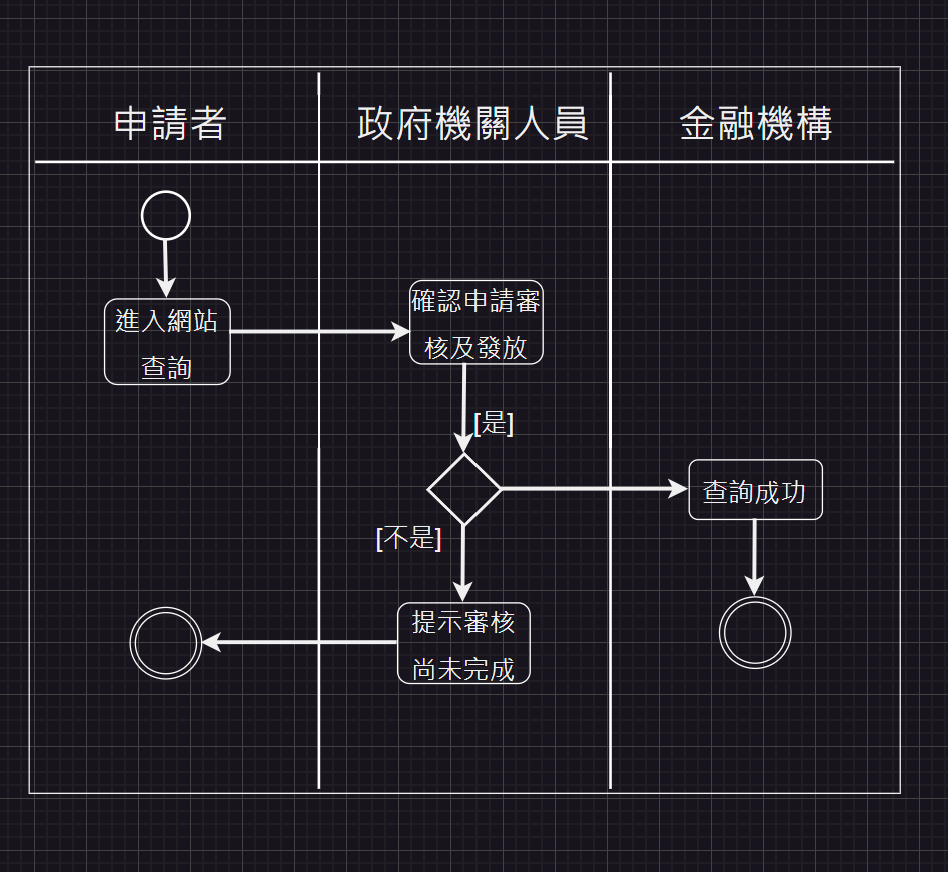 申請者
政府機關人員
金融機構
進入網站
查詢
確認申請審
核及發放
[是]
查詢成功
[不是]
提示審核
尚未完成